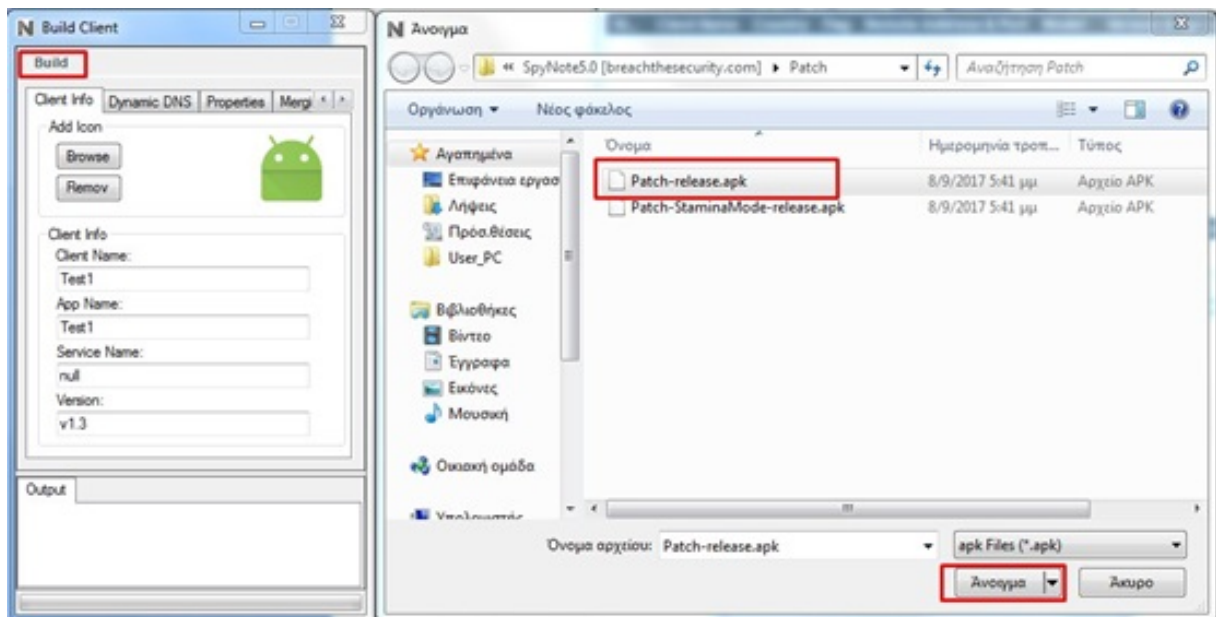 Build Client
Build
Client Info
Dynamic DNS
Properties
Mergi
Add Icon
Browse
Remov
Client Info
Client Name:
Test1
App Name:
Test1
Service Name:
null
Version:
v1.3
Output
Άνοιγμα
« SpyNote5.0 [breachthesecurity.com] ▸ Patch
Αναζήτηση Patch
Οργάνωση
Νέος φάκελος
Αγαπημένα
Επιφάνεια εργασ
Λήψεις
Πρόσ.θέσεις
User_PC
Βιβλιοθήκες
Βίντεο
Έγγραφα
Εικόνες
Μουσική
Οικιακή ομάδα
Υπολογιστής
Όνομα
Ημερομηνία τροπ...
Τύπος
Patch-release.apk
8/9/2017 5:41 μμ
Αρχείο APK
Patch-StaminaMode-release.apk
8/9/2017 5:41 μμ
Αρχείο APK
Όνομα αρχείου:
Patch-release.apk
apk Files (*.apk)
Άνοιγμα
Άκυρο